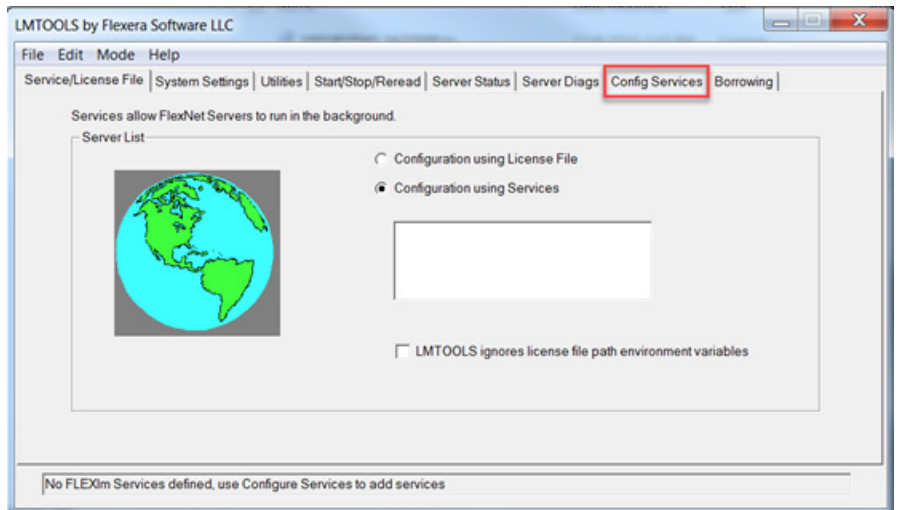 LMTOOLS by Flexera Software LLC
File Edit Mode Help
Service/License File System Settings Utilities Start/Stop/Reread Server Status Server Diags Config Services Borrowing
Services allow FlexNet Servers to run in the background.
Server List
Configuration using License File
Configuration using Services
LMTOOLS ignores license file path environment variables
No FLEXlm Services defined, use Configure Services to add services